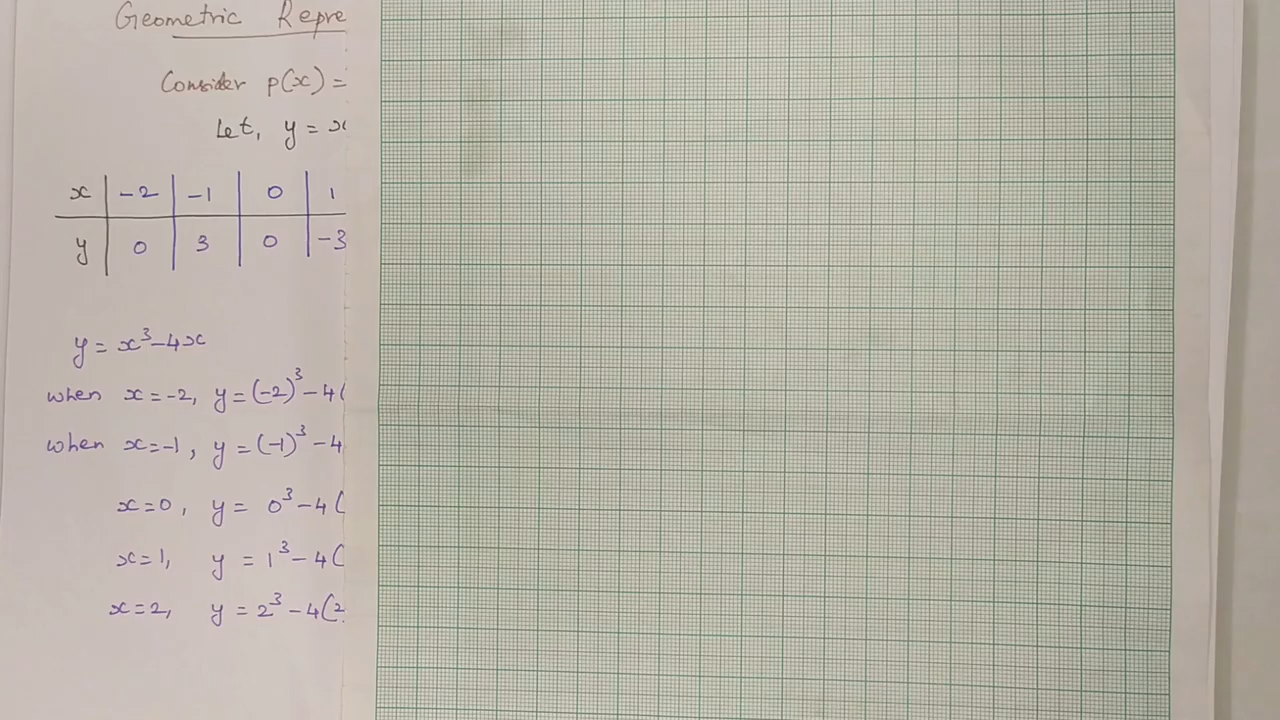 Geometric Repre
Consider p(x) =
Let, y = x
x | -2 | -1 | 0 | 1
y | 0 | 3 | 0 | -3
y = x³-4x
when x = -2, y = (-2)³ - 4(
when x = -1, y = (-1)³ - 4
x = 0, y = 0³ - 4(
x = 1, y = 1³ - 4(
x = 2, y = 2³ - 4(2